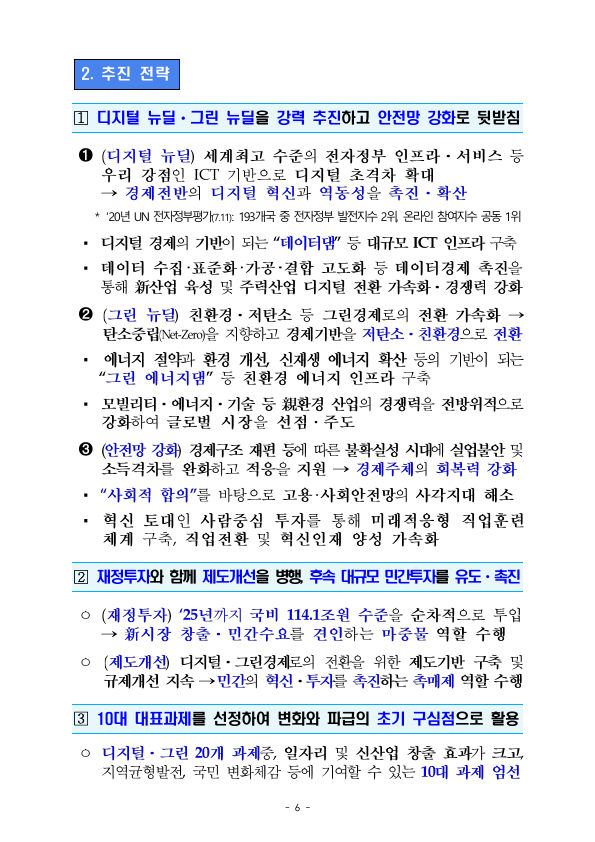 2. 추진 전략
1 디지털 뉴딜·그린 뉴딜을 강력 추진하고 안전망 강화로 뒷받침
❶ (디지털 뉴딜) 세계최고 수준의 전자정부 인프라·서비스 등
우리 강점인 ICT 기반으로 디지털 초격차 확대
→ 경제전반의 디지털 혁신과 역동성을 촉진·확산
* ‘20년 UN 전자정부평가(7.11): 193개국 중 전자정부 발전지수 2위, 온라인 참여지수 공동 1위
▪ 디지털 경제의 기반이 되는 “데이터댐” 등 대규모 ICT 인프라 구축
▪ 데이터 수집·표준화·가공·결합 고도화 등 데이터경제 촉진을
통해 新산업 육성 및 주력산업 디지털 전환 가속화·경쟁력 강화
❷ (그린 뉴딜) 친환경·저탄소 등 그린경제로의 전환 가속화 →
탄소중립(Net-Zero)을 지향하고 경제기반을 저탄소·친환경으로 전환
▪ 에너지 절약과 환경 개선, 신재생 에너지 확산 등의 기반이 되는
“그린 에너지댐” 등 친환경 에너지 인프라 구축
▪ 모빌리티·에너지·기술 등 親환경 산업의 경쟁력을 전방위적으로
강화하여 글로벌 시장을 선점·주도
❸ (안전망 강화) 경제구조 재편 등에 따른 불확실성 시대에 실업불안 및
소득격차를 완화하고 적응을 지원 → 경제주체의 회복력 강화
▪ “사회적 합의”를 바탕으로 고용·사회안전망의 사각지대 해소
▪ 혁신 토대인 사람중심 투자를 통해 미래적응형 직업훈련
체계 구축, 직업전환 및 혁신인재 양성 가속화
2 재정투자와 함께 제도개선을 병행, 후속 대규모 민간투자를 유도·촉진
○ (재정투자) ‘25년까지 국비 114.1조원 수준을 순차적으로 투입
→ 新시장 창출·민간수요를 견인하는 마중물 역할 수행
○ (제도개선) 디지털·그린경제로의 전환을 위한 제도기반 구축 및
규제개선 지속 → 민간의 혁신·투자를 촉진하는 촉매제 역할 수행
3 10대 대표과제를 선정하여 변화와 파급의 초기 구심점으로 활용
○ 디지털·그린 20개 과제중, 일자리 및 신산업 창출 효과가 크고,
지역균형발전, 국민 변화체감 등에 기여할 수 있는 10대 과제 엄선
- 6 -